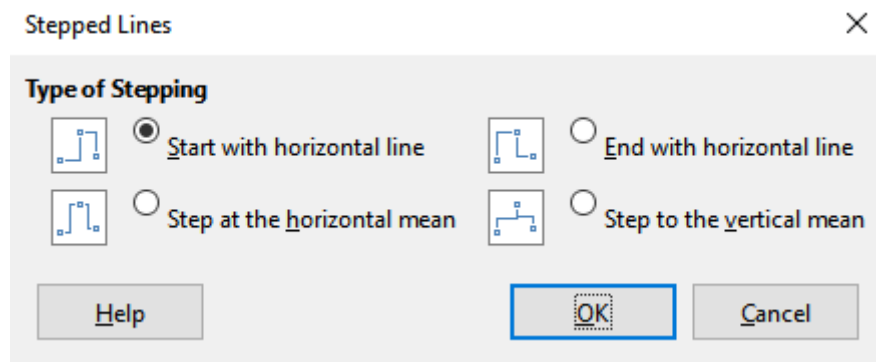 Stepped Lines
Type of Stepping
Start with horizontal line
End with horizontal line
Step at the horizontal mean
Step to the vertical mean
Help
OK
Cancel